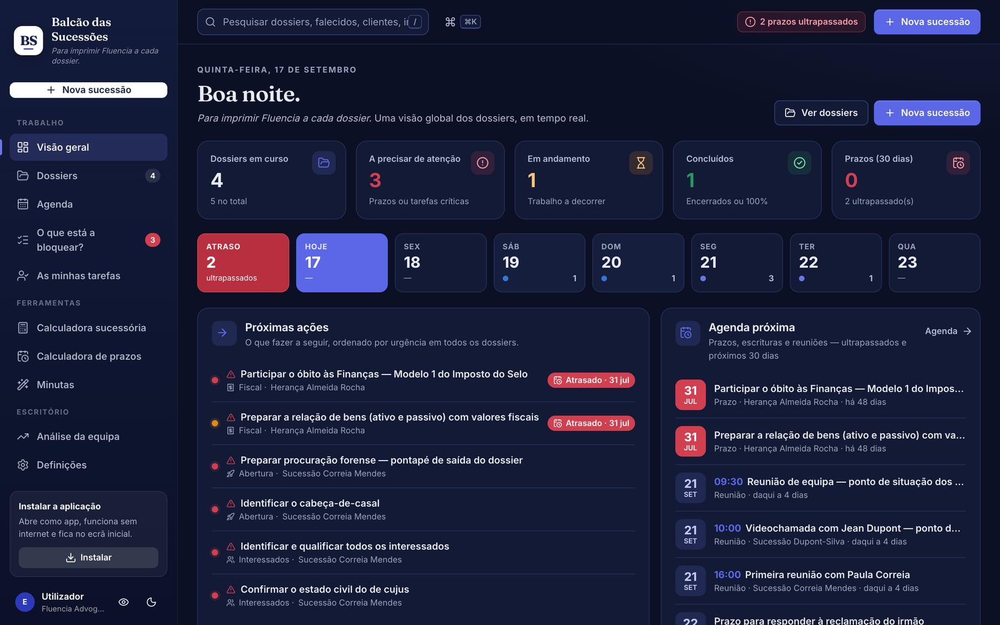 BS
Balcão das
Sucessões
Para imprimir Fluencia a cada
dossier.
Nova sucessão
TRABALHO
Visão geral
Dossiers 4
Agenda
O que está a
bloquear? 3
As minhas tarefas
FERRAMENTAS
Calculadora sucessória
Calculadora de prazos
Minutas
ESCRITÓRIO
Análise da equipa
Definições
Instalar a aplicação
Abre como app, funciona sem
internet e fica no ecrã inicial.
Instalar
E
Utilizador
Fluencia Advog...
Pesquisar dossiers, falecidos, clientes, /
⌘ ⌘K
2 prazos ultrapassados
Nova sucessão
QUINTA-FEIRA, 17 DE SETEMBRO
Boa noite.
Para imprimir Fluencia a cada dossier. Uma visão global dos dossiers, em tempo real.
Ver dossiers
Nova sucessão
Dossiers em curso
4
5 no total
A precisar de atenção
3
Prazos ou tarefas críticas
Em andamento
1
Trabalho a decorrer
Concluídos
1
Encerrados ou 100%
Prazos (30 dias)
0
2 ultrapassado(s)
ATRASO
2
ultrapassados
HOJE
17
—
SEX
18
—
SÁB
19
1
DOM
20
1
SEG
21
3
TER
22
1
QUA
23
—
Próximas ações
O que fazer a seguir, ordenado por urgência em todos os dossiers.
Participar o óbito às Finanças — Modelo 1 do Imposto do Selo
Fiscal · Herança Almeida Rocha
Atrasado · 31 jul
Preparar a relação de bens (ativo e passivo) com valores fiscais
Fiscal · Herança Almeida Rocha
Atrasado · 31 jul
Preparar procuração forense — pontapé de saída do dossier
Abertura · Sucessão Correia Mendes
Identificar o cabeça-de-casal
Abertura · Sucessão Correia Mendes
Identificar e qualificar todos os interessados
Interessados · Sucessão Correia Mendes
Confirmar o estado civil do de cujus
Interessados · Sucessão Correia Mendes
Agenda próxima
Prazos, escrituras e reuniões — ultrapassados e
próximos 30 dias
Agenda
31
JUL
Participar o óbito às Finanças — Modelo 1 do Impos...
Prazo · Herança Almeida Rocha · há 48 dias
31
JUL
Preparar a relação de bens (ativo e passivo) com va...
Prazo · Herança Almeida Rocha · há 48 dias
21
SET
09:30 Reunião de equipa — ponto de situação dos ...
Reunião · daqui a 4 dias
21
SET
10:00 Videochamada com Jean Dupont — ponto d...
Reunião · Sucessão Dupont-Silva · daqui a 4 dias
21
SET
16:00 Primeira reunião com Paula Correia
Reunião · Sucessão Correia Mendes · daqui a 4 dias
22
Prazo para responder à reclamação do irmão